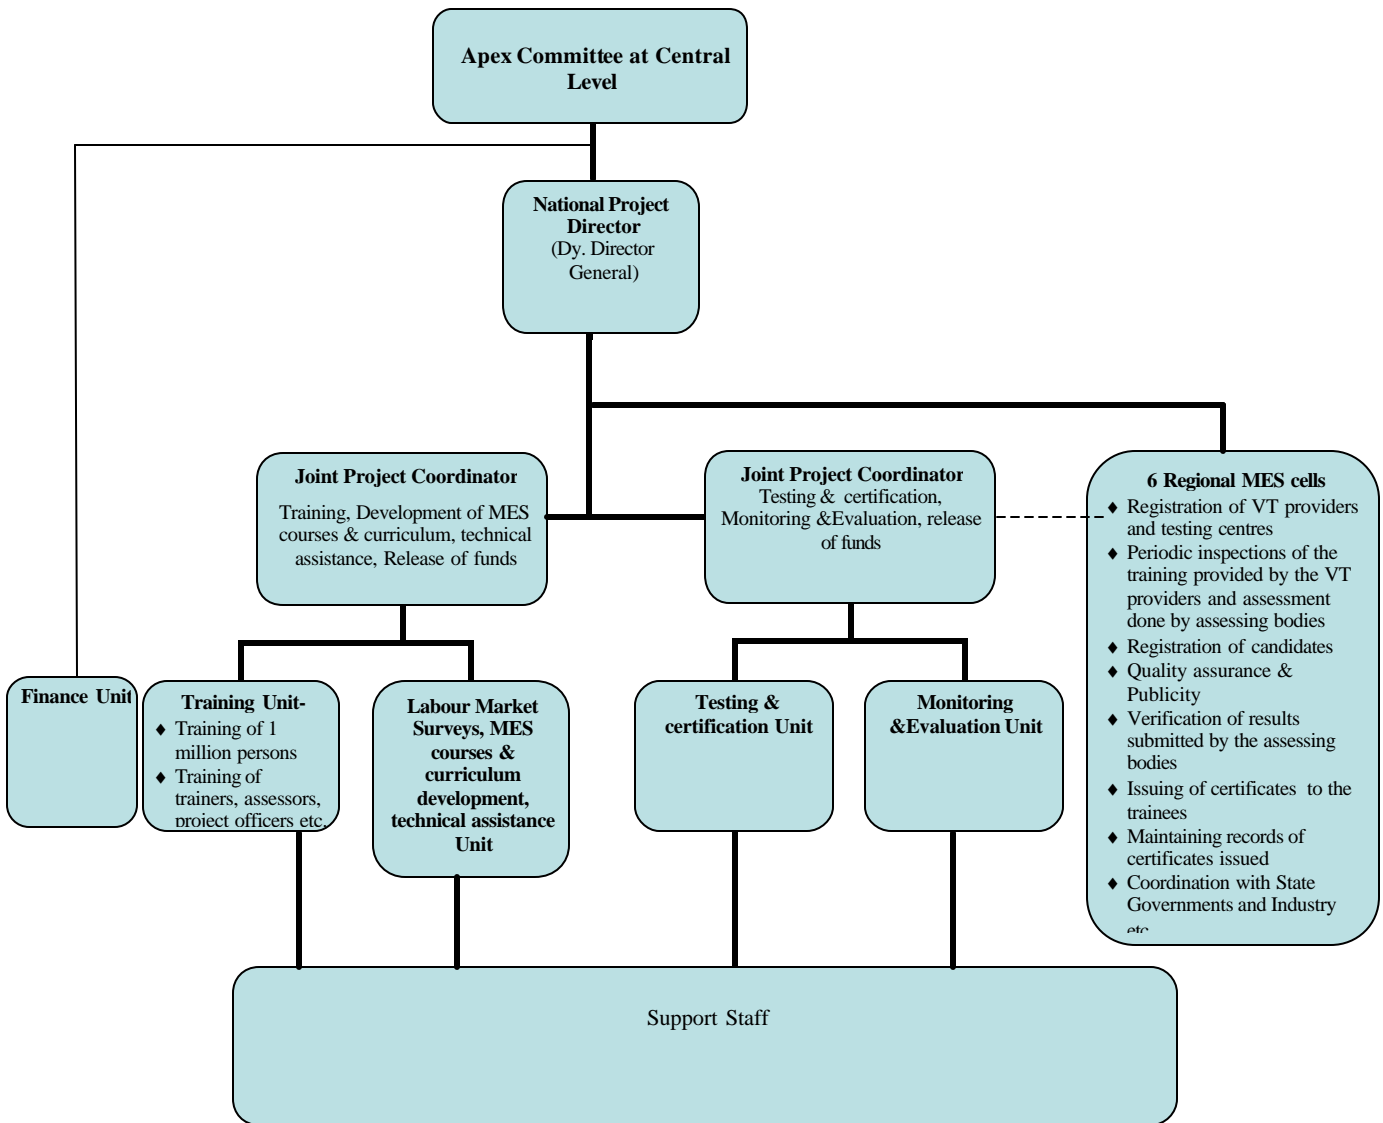 Apex Committee at Central
Level
National Project
Director
(Dy. Director
General)
Joint Project Coordinator
Training, Development of MES
courses & curriculum, technical
assistance, Release of funds
Joint Project Coordinator
Testing & certification,
Monitoring &Evaluation, release
of funds
6 Regional MES cells
♦ Registration of VT providers
and testing centres
♦ Periodic inspections of the
training provided by the VT
providers and assessment
done by assessing bodies
♦ Registration of candidates
♦ Quality assurance &
Publicity
♦ Verification of results
submitted by the assessing
bodies
♦ Issuing of certificates to the
trainees
♦ Maintaining records of
certificates issued
♦ Coordination with State
Governments and Industry
etc
Finance Unit
Training Unit-
♦ Training of 1
million persons
♦ Training of
trainers, assessors,
project officers etc.
Labour Market
Surveys, MES
courses &
curriculum
development,
technical assistance
Unit
Testing &
certification Unit
Monitoring
&Evaluation Unit
Support Staff